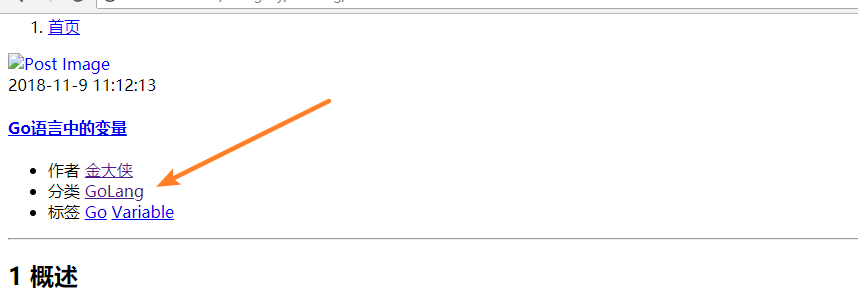 1. 首页
Post Image
2018-11-9 11:12:13
Go语言中的变量
作者 金大侠
分类 GoLang
标签 Go Variable
1 概述